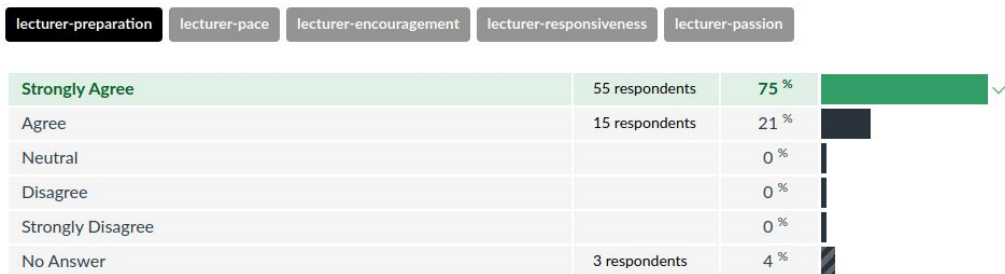 lecturer-preparation lecturer-pace lecturer-encouragement lecturer-responsiveness lecturer-passion
Strongly Agree 55 respondents 75 %
Agree 15 respondents 21 %
Neutral 0 %
Disagree 0 %
Strongly Disagree 0 %
No Answer 3 respondents 4 %